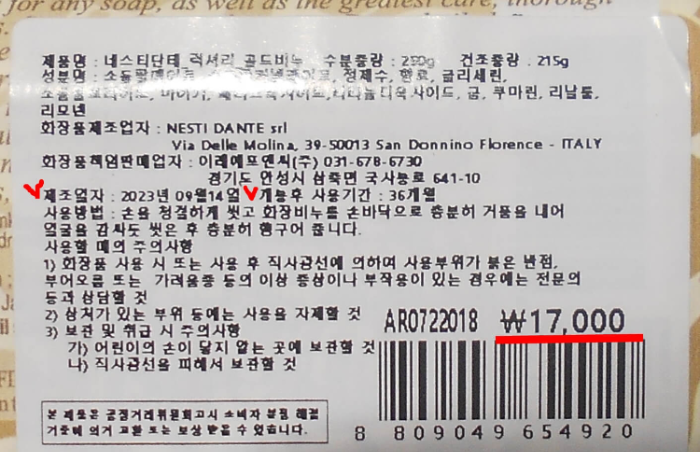 for any soap, as well as the greatest care, thorough
제품명 : 네스티단테 럭셔리 골드비누 수분중량 : 250g 건조중량 : 215g
성분명 : 정제수, 향료, 글리세린,
금, 쿠마린, 리날룰,
리모넨
화장품제조업자 : NESTI DANTE srl
Via Delle Molina, 39-50013 San Donnino Florence - ITALY
화장품책임판매업자 : 이레에프앤씨(주) 031-678-6730
경기도 안성시 삼죽면 국사봉로 641-10
제조일자 : 2023년 09월14일 개봉후 사용기간 : 36개월
사용방법 : 손을 청결하게 씻고 화장비누를 손바닥으로 충분히 거품을 내어
얼굴을 감싸듯 씻은 후 충분히 헹구어 줍니다.
사용할 때의 주의사항
1) 화장품 사용 시 또는 사용 후 직사광선에 의하여 사용부위가 붉은 반점,
부어오름 또는 가려움증 등의 이상 증상이나 부작용이 있는 경우에는 전문의
등과 상담할 것
2) 상처가 있는 부위 등에는 사용을 자제할 것
3) 보관 및 취급 시 주의사항
가) 어린이의 손이 닿지 않는 곳에 보관할 것
나) 직사광선을 피해서 보관할 것
AR0722018 ₩17,000
본 제품은 공정거래위원회고시 소비자 분쟁 해결
기준에 의거 교환 또는 보상 받을 수 있습니다.
8 809049 654920